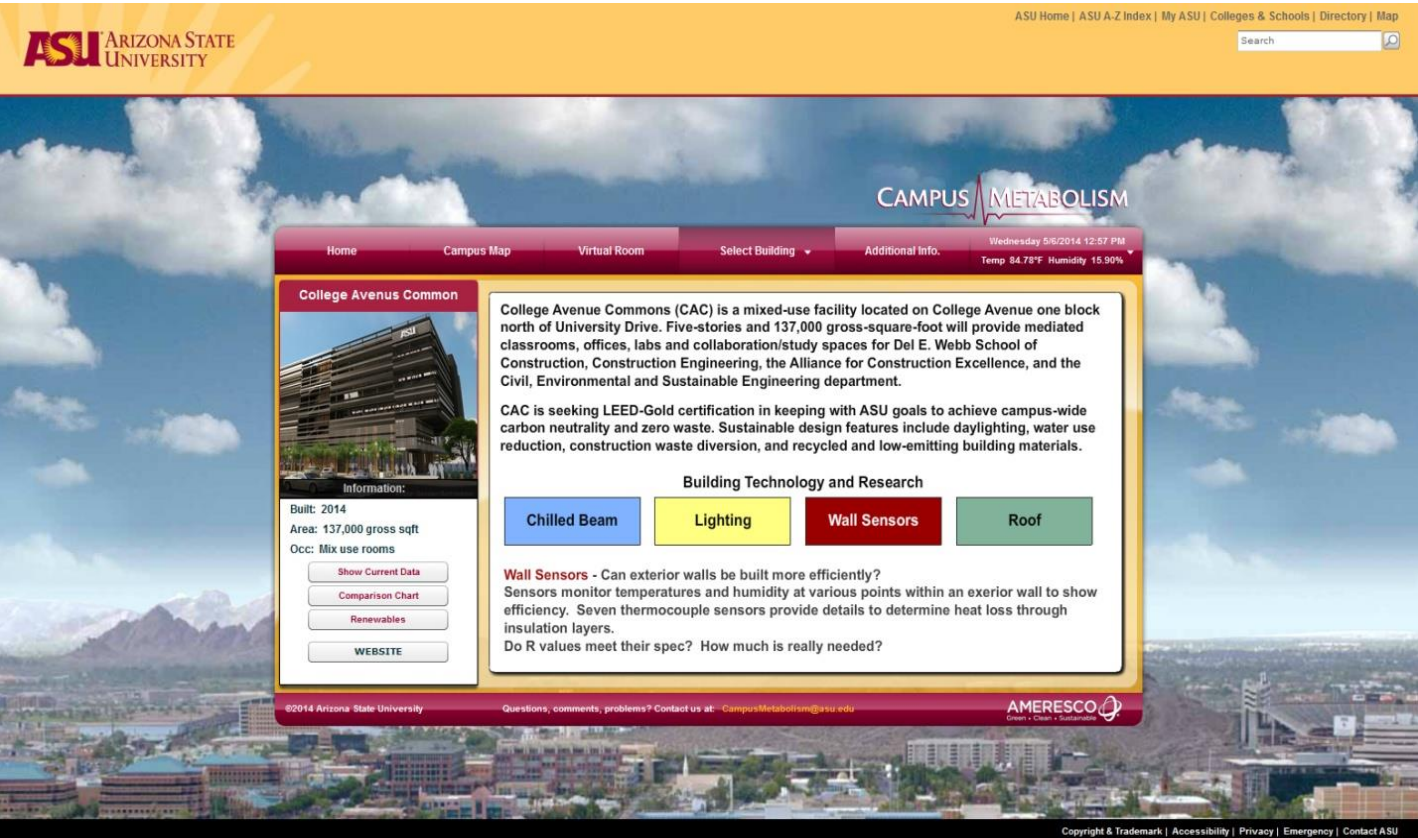 ASU Home | ASU A-Z Index | My ASU | Colleges & Schools | Directory | Map
ASU ARIZONA STATE
UNIVERSITY
Search
CAMPUS METABOLISM
Home Campus Map Virtual Room Select Building Additional Info.
Wednesday 5/6/2014 12:57 PM
Temp 84.78°F Humidity 15.90%
College Avenus Common
ASU
Information:
Built: 2014
Area: 137,000 gross sqft
Occ: Mix use rooms
Show Current Data
Comparison Chart
Renewables
WEBSITE
College Avenue Commons (CAC) is a mixed-use facility located on College Avenue one block
north of University Drive. Five-stories and 137,000 gross-square-foot will provide mediated
classrooms, offices, labs and collaboration/study spaces for Del E. Webb School of
Construction, Construction Engineering, the Alliance for Construction Excellence, and the
Civil, Environmental and Sustainable Engineering department.
CAC is seeking LEED-Gold certification in keeping with ASU goals to achieve campus-wide
carbon neutrality and zero waste. Sustainable design features include daylighting, water use
reduction, construction waste diversion, and recycled and low-emitting building materials.
Building Technology and Research
Chilled Beam Lighting Wall Sensors Roof
Wall Sensors - Can exterior walls be built more efficiently?
Sensors monitor temperatures and humidity at various points within an exerior wall to show
efficiency. Seven thermocouple sensors provide details to determine heat loss through
insulation layers.
Do R values meet their spec? How much is really needed?
©2014 Arizona State University
Questions, comments, problems? Contact us at: CampusMetabolism@asu.edu
AMERESCO
Green • Clean • Sustainable
Copyright & Trademark | Accessibility | Privacy | Emergency | Contact ASU